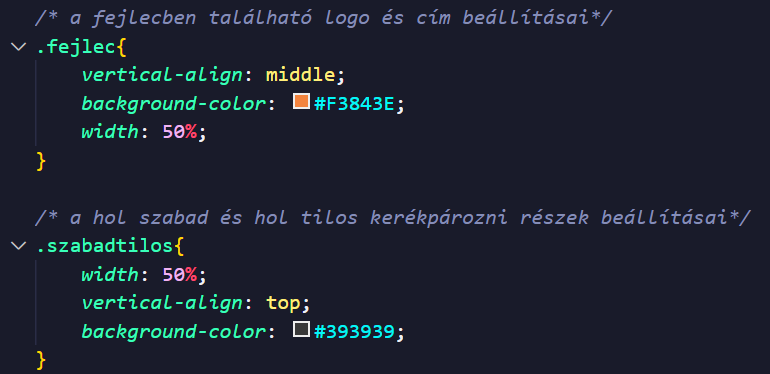 /* a fejlecben található logo és cím beállításai*/
.fejlec{
vertical-align: middle;
background-color: #F3843E;
width: 50%;
}
/* a hol szabad és hol tilos kerékpározni részek beállításai*/
.szabadtilos{
width: 50%;
vertical-align: top;
background-color: #393939;
}